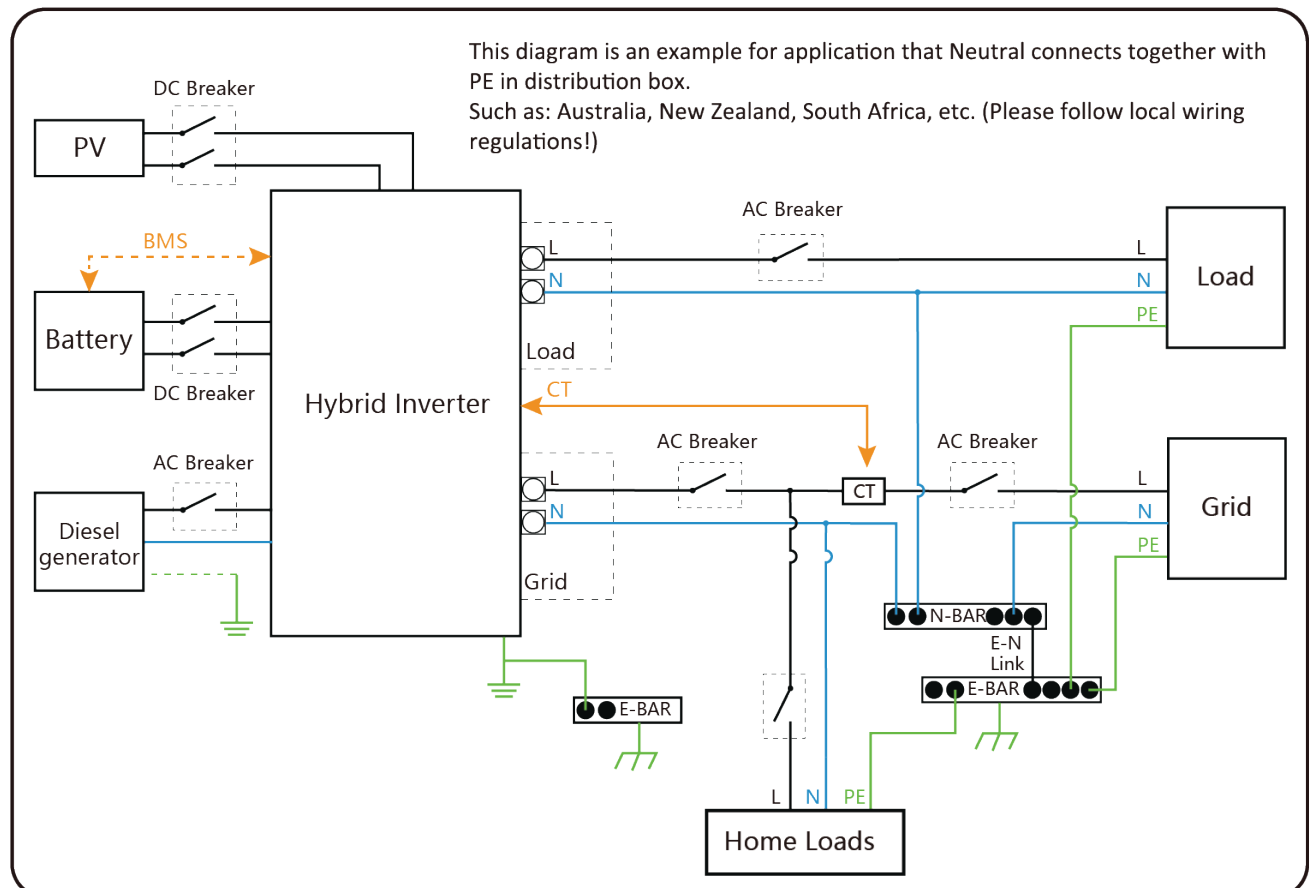 This diagram is an example for application that Neutral connects together with
PE in distribution box.
Such as: Australia, New Zealand, South Africa, etc. (Please follow local wiring
regulations!)
DC Breaker
PV
BMS
Battery
DC Breaker
AC Breaker
Diesel
generator
Hybrid Inverter
L
N
Load
AC Breaker
L
N
PE
Load
CT
AC Breaker
AC Breaker
L
N
Grid
CT
L
N
PE
Grid
N-BAR
E-N
Link
E-BAR
E-BAR
L
N
PE
Home Loads